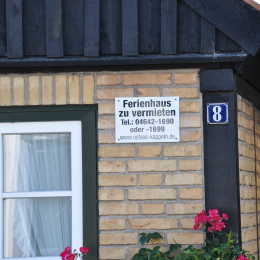 Ferienhaus
zu vermieten
Tel.: 04642-1690
oder -1699
www.ostsee-kappeln.de
8